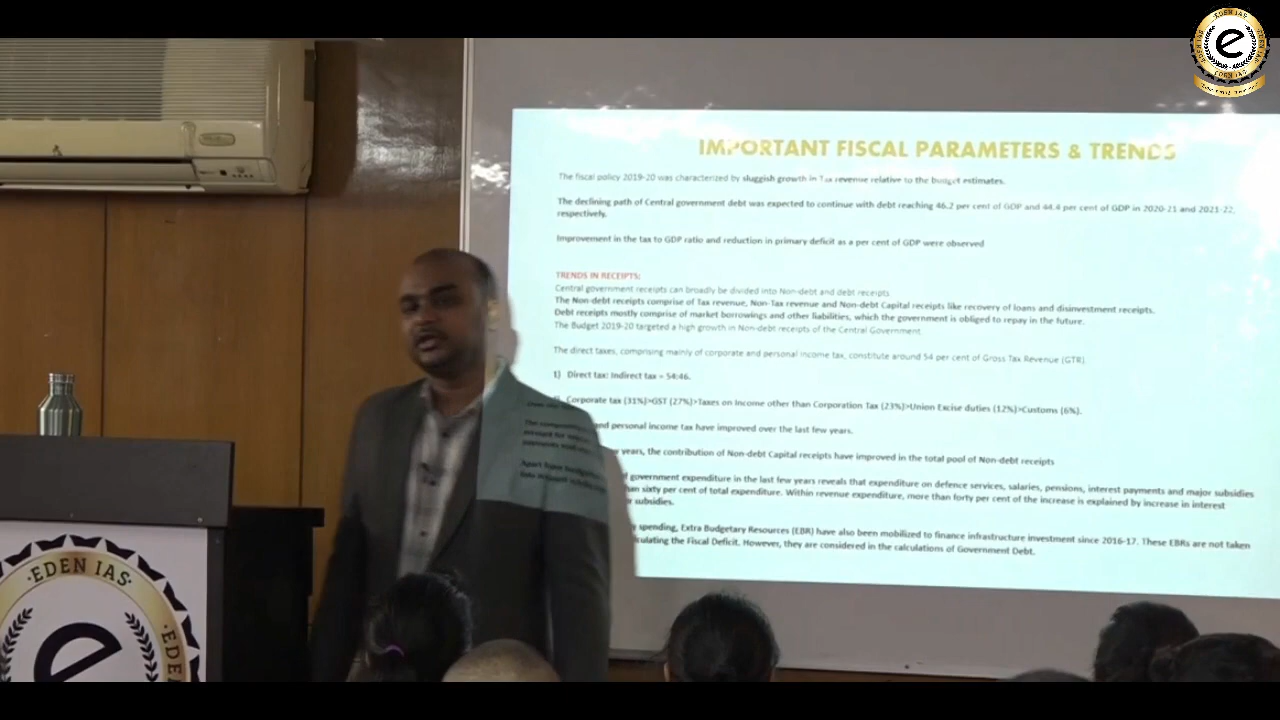 EDEN IAS
e
EDEN IAS
IMPORTANT FISCAL PARAMETERS & TRENDS
The fiscal policy 2019-20 was characterized by sluggish growth in Tax revenue relative to the budget estimates.
The declining path of Central government debt was expected to continue with debt reaching 46.2 per cent of GDP and 44.4 per cent of GDP in 2020-21 and 2021-22,
respectively.
Improvement in the tax to GDP ratio and reduction in primary deficit as a per cent of GDP were observed
TRENDS IN RECEIPTS:
Central government receipts can broadly be divided into Non-debt and debt receipts
The Non-debt receipts comprise of Tax revenue, Non-Tax revenue and Non-debt Capital receipts like recovery of loans and disinvestment receipts.
Debt receipts mostly comprise of market borrowings and other liabilities, which the government is obliged to repay in the future.
The Budget 2019-20 targeted a high growth in Non-debt receipts of the Central Government.
The direct taxes, comprising mainly of corporate and personal income tax, constitute around 54 per cent of Gross Tax Revenue (GTR).
1) Direct tax: Indirect tax = 54:46.
Corporate tax (31%)>GST (27%)>Taxes on Income other than Corporation Tax (23%)>Union Excise duties (12%)>Customs (6%).
and personal income tax have improved over the last few years.
years, the contribution of Non-debt Capital receipts have improved in the total pool of Non-debt receipts
government expenditure in the last few years reveals that expenditure on defence services, salaries, pensions, interest payments and major subsidies
sixty per cent of total expenditure. Within revenue expenditure, more than forty per cent of the increase is explained by increase in interest
subsidies.
spending, Extra Budgetary Resources (EBR) have also been mobilized to finance infrastructure investment since 2016-17. These EBRs are not taken
the Fiscal Deficit. However, they are considered in the calculations of Government Debt.
·EDEN IAS·
EDE
e